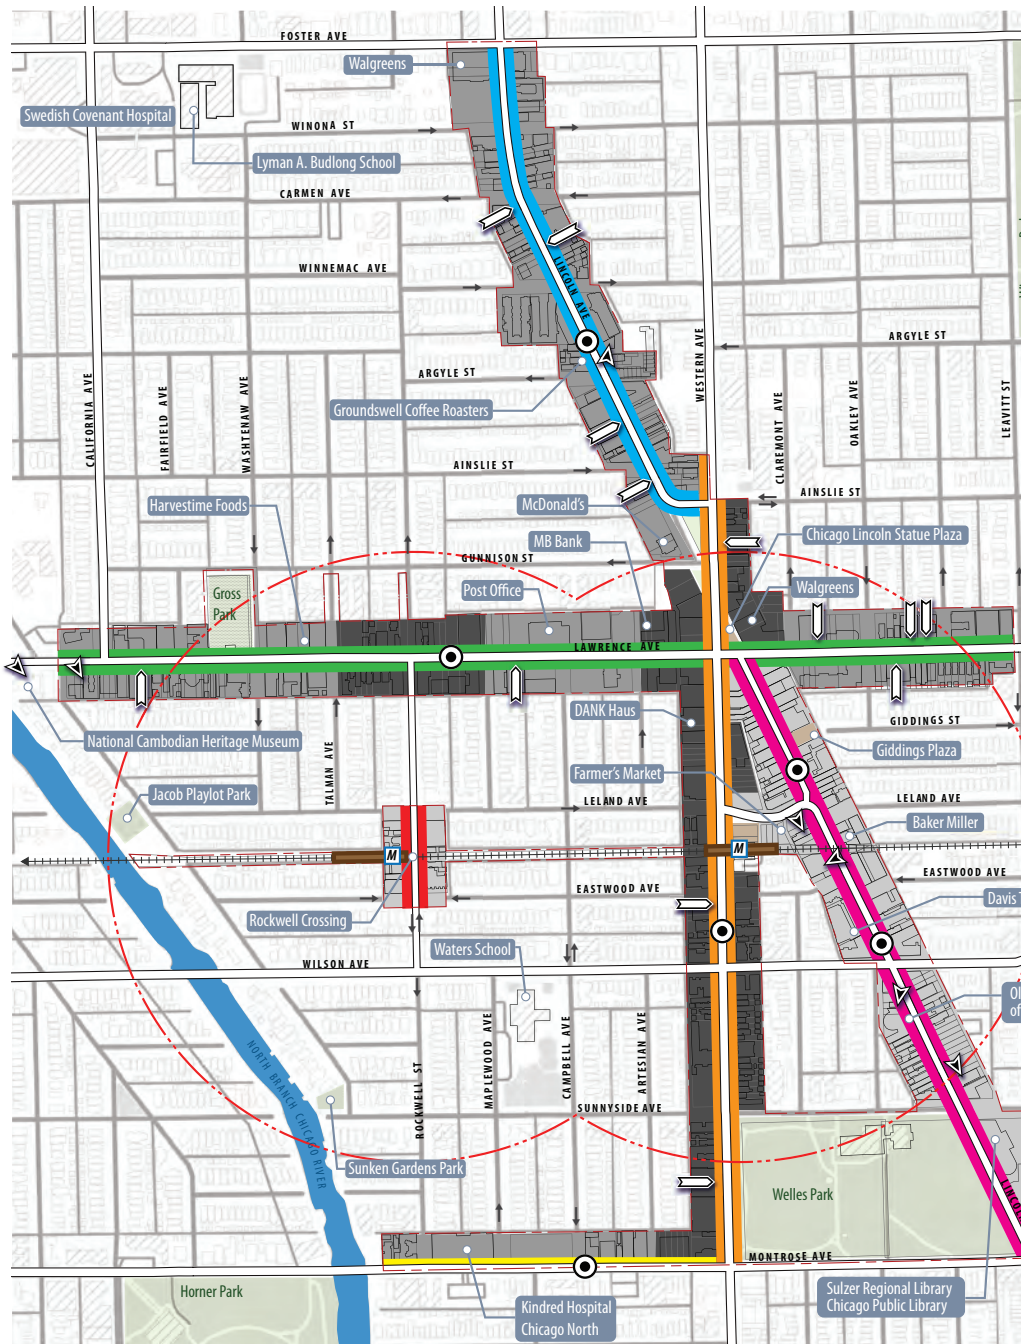 FOSTER AVE
Walgreens
Swedish Covenant Hospital
WINONA ST
Lyman A. Budlong School
CARMEN AVE
WINNEMAC AVE
LINCOLN AVE
WESTERN AVE
ARGYLE ST
ARGYLE ST
CALIFORNIA AVE
FAIRFIELD AVE
WASHTENAW AVE
CLAREMONT AVE
OAKLEY AVE
LEAVITT ST
Groundswell Coffee Roasters
AINSLIE ST
AINSLIE ST
Harvestime Foods
McDonald's
MB Bank
Chicago Lincoln Statue Plaza
GUNNISON ST
Gross
Park
Post Office
Walgreens
LAWRENCE AVE
DANK Haus
GIDDINGS ST
National Cambodian Heritage Museum
Giddings Plaza
TALMAN AVE
Farmer's Market
Jacob Playlot Park
LELAND AVE
LELAND AVE
Baker Miller
M
M
EASTWOOD AVE
EASTWOOD AVE
Davis T
Rockwell Crossing
Waters School
WILSON AVE
Ol
of
NORTH BRANCH CHICAGO RIVER
ROCKWELL ST
MAPLEWOOD AVE
CAMPBELL AVE
ARTESIAN AVE
SUNNYSIDE AVE
Sunken Gardens Park
Welles Park
LINCOL
MONTROSE AVE
Horner Park
Kindred Hospital
Chicago North
Sulzer Regional Library
Chicago Public Library